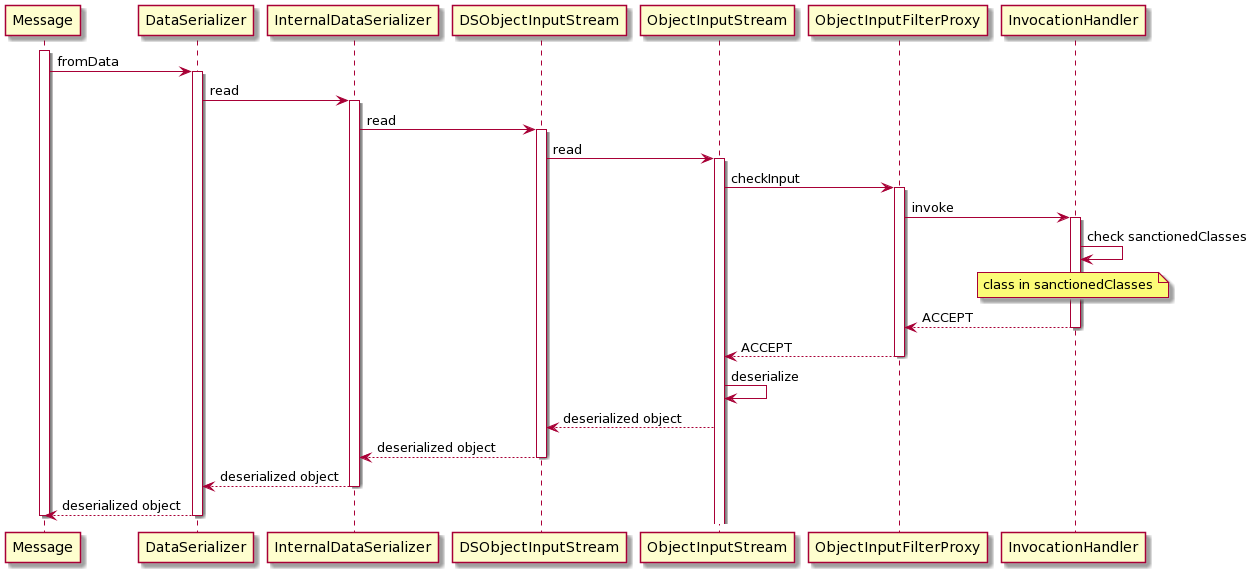 Message
DataSerializer
InternalDataSerializer
DSObjectInputStream
ObjectInputStream
ObjectInputFilterProxy
InvocationHandler
fromData
read
read
read
checkInput
invoke
check sanctionedClasses
class in sanctionedClasses
ACCEPT
ACCEPT
deserialize
deserialized object
deserialized object
deserialized object
deserialized object
Message
DataSerializer
InternalDataSerializer
DSObjectInputStream
ObjectInputStream
ObjectInputFilterProxy
InvocationHandler